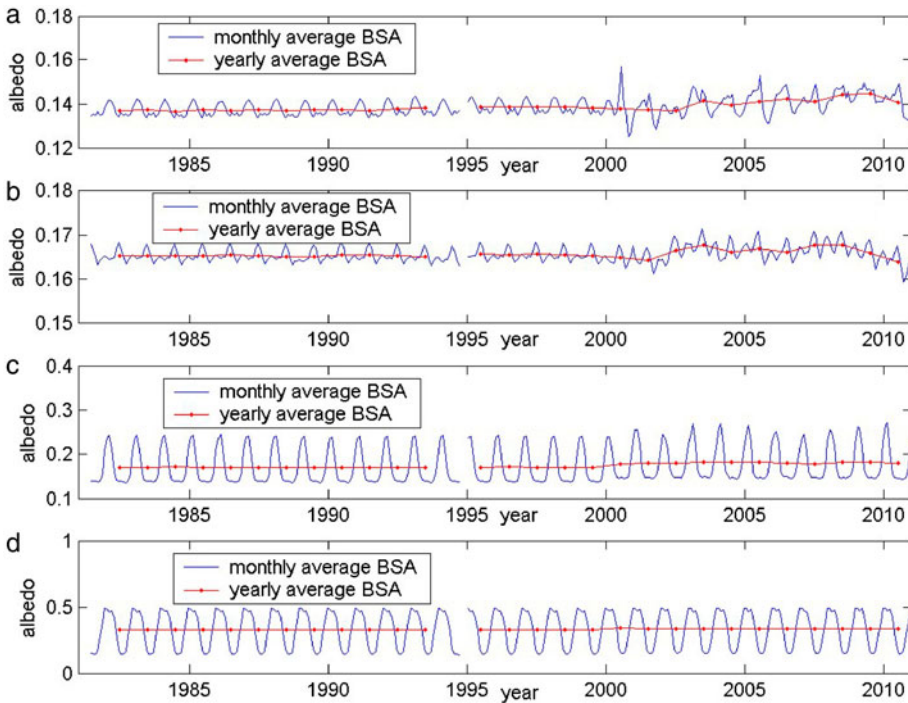 a
0.18
0.16
0.14
0.12
albedo
monthly average BSA
yearly average BSA
1985
1990
1995
year
2000
2005
2010
b
0.18
0.17
0.16
0.15
albedo
monthly average BSA
yearly average BSA
1985
1990
1995
year
2000
2005
2010
c
0.4
0.3
0.2
0.1
albedo
monthly average BSA
yearly average BSA
1985
1990
1995
year
2000
2005
2010
d
1
0.5
0
albedo
monthly average BSA
yearly average BSA
1985
1990
1995
year
2000
2005
2010